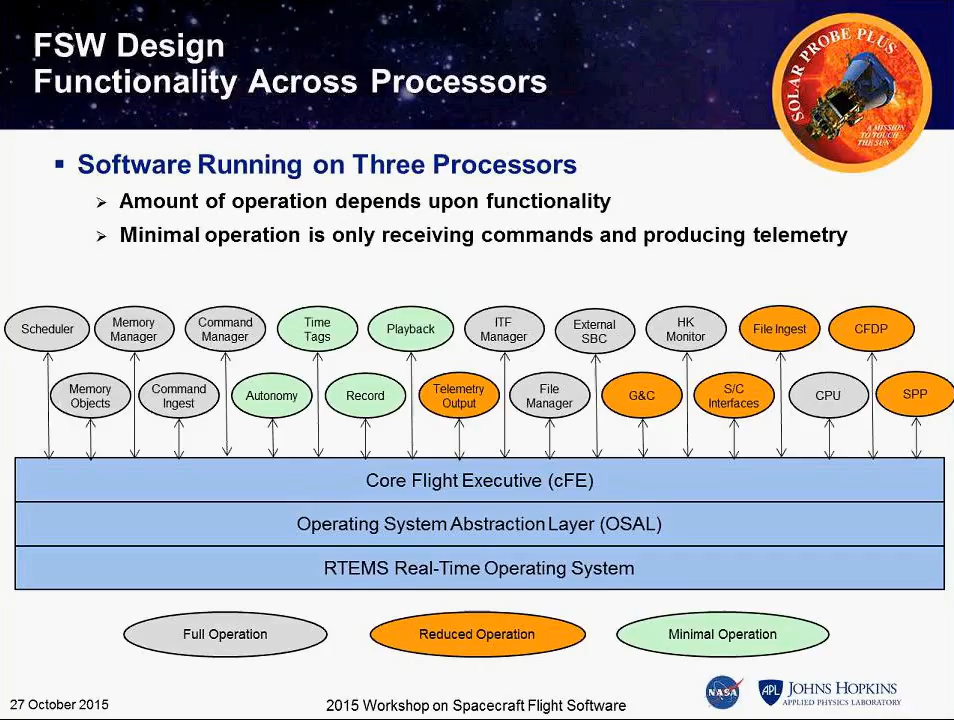 FSW Design
Functionality Across Processors
SOLAR PROBE PLUS
A MISSION
TO TOUCH
THE SUN
Software Running on Three Processors
Amount of operation depends upon functionality
Minimal operation is only receiving commands and producing telemetry
Scheduler
Memory
Manager
Command
Manager
Time
Tags
Playback
ITF
Manager
External
SBC
HK
Monitor
File Ingest
CFDP
Memory
Objects
Command
Ingest
Autonomy
Record
Telemetry
Output
File
Manager
G&C
S/C
Interfaces
CPU
SPP
Core Flight Executive (cFE)
Operating System Abstraction Layer (OSAL)
RTEMS Real-Time Operating System
Full Operation
Reduced Operation
Minimal Operation
27 October 2015
2015 Workshop on Spacecraft Flight Software
NASA
APL
JOHNS HOPKINS
APPLIED PHYSICS LABORATORY